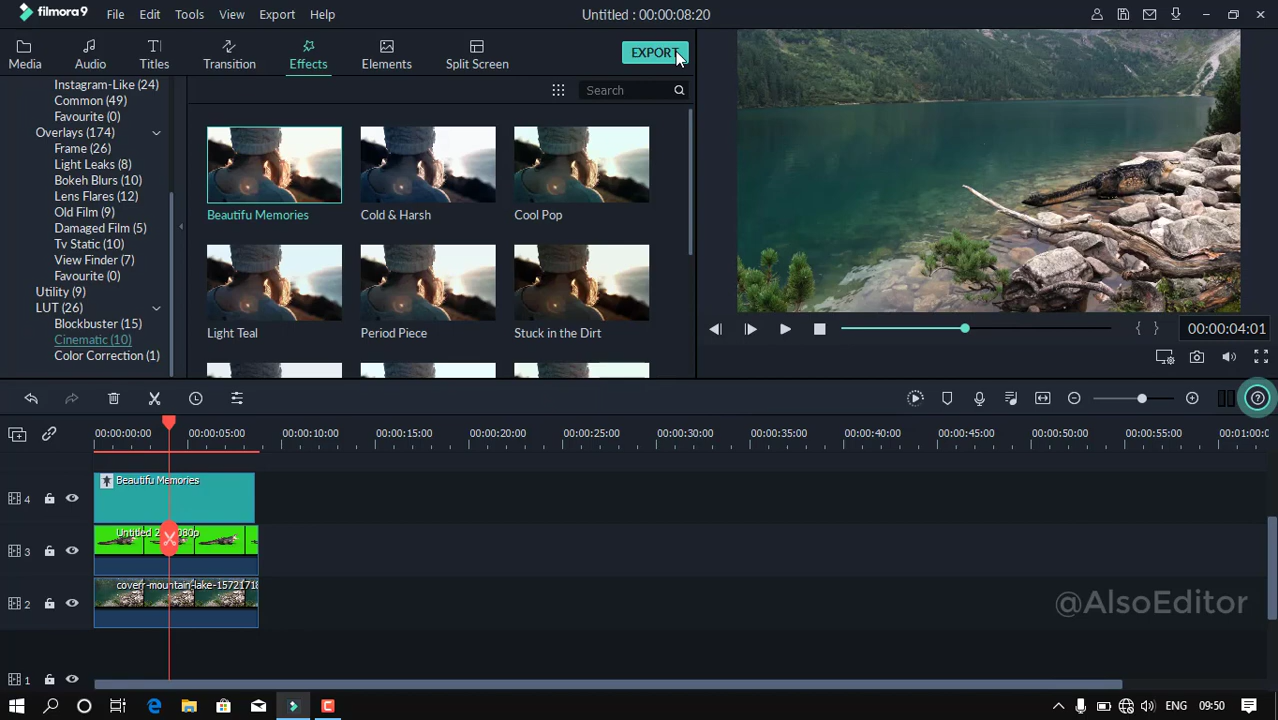 filmora9 File Edit Tools View Export Help Untitled : 00:00:08:20
Media Audio Titles Transition Effects Elements Split Screen EXPORT
Instagram-Like (24)
Common (49)
Favourite (0)
Overlays (174)
Frame (26)
Light Leaks (8)
Bokeh Blurs (10)
Lens Flares (12)
Old Film (9)
Damaged Film (5)
Tv Static (10)
View Finder (7)
Favourite (0)
Utility (9)
LUT (26)
Blockbuster (15)
Cinematic (10)
Color Correction (1)
Search
Beautifu Memories Cold & Harsh Cool Pop
Light Teal Period Piece Stuck in the Dirt
00:00:04:01
00:00:00:00 00:00:05:00 00:00:10:00 00:00:15:00 00:00:20:00 00:00:25:00 00:00:30:00 00:00:35:00 00:00:40:00 00:00:45:00 00:00:50:00 00:00:55:00 00:01:00:0
4 Beautifu Memories
3 Untitled 2 080p
2 coverr-mountain-lake-15721718
@AlsoEditor
1
ENG 09:50